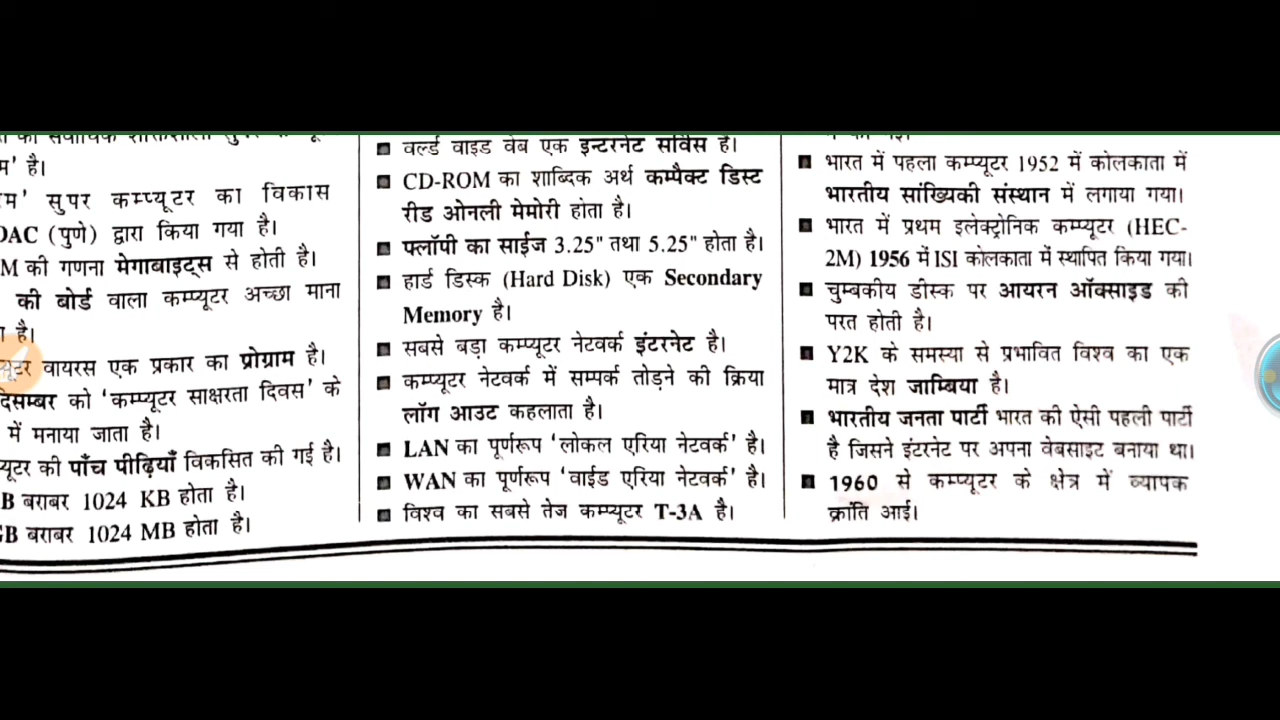 म' है।
म' सुपर कम्प्यूटर का विकास
DAC (पुणे) द्वारा किया गया है।
M की गणना मेगाबाइट्स से होती है।
की बोर्ड वाला कम्प्यूटर अच्छा माना
है।
वायरस एक प्रकार का प्रोग्राम है।
दिसम्बर को 'कम्प्यूटर साक्षरता दिवस' के
में मनाया जाता है।
प्यूटर की पाँच पीढ़ियाँ विकसित की गई है।
B बराबर 1024 KB होता है।
GB बराबर 1024 MB होता है।
वर्ल्ड वाइड वेब एक इन्टरनेट सर्विस है।
CD-ROM का शाब्दिक अर्थ कम्पैक्ट डिस्ट
रीड ओनली मेमोरी होता है।
फ्लॉपी का साईज 3.25" तथा 5.25" होता है।
हार्ड डिस्क (Hard Disk) एक Secondary
Memory है।
सबसे बड़ा कम्प्यूटर नेटवर्क इंटरनेट है।
कम्प्यूटर नेटवर्क में सम्पर्क तोड़ने की क्रिया
लॉग आउट कहलाता है।
LAN का पूर्णरूप 'लोकल एरिया नेटवर्क' है।
WAN का पूर्णरूप 'वाईड एरिया नेटवर्क' है।
विश्व का सबसे तेज कम्प्यूटर T-3A है।
भारत में पहला कम्प्यूटर 1952 में कोलकाता में
भारतीय सांख्यिकी संस्थान में लगाया गया।
भारत में प्रथम इलेक्ट्रोनिक कम्प्यूटर (HEC-
2M) 1956 में ISI कोलकाता में स्थापित किया गया।
चुम्बकीय डीस्क पर आयरन ऑक्साइड की
परत होती है।
Y2K के समस्या से प्रभावित विश्व का एक
मात्र देश जाम्बिया है।
भारतीय जनता पार्टी भारत की ऐसी पहली पार्टी
है जिसने इंटरनेट पर अपना वेबसाइट बनाया था।
1960 से कम्प्यूटर के क्षेत्र में व्यापक
क्रांति आई।